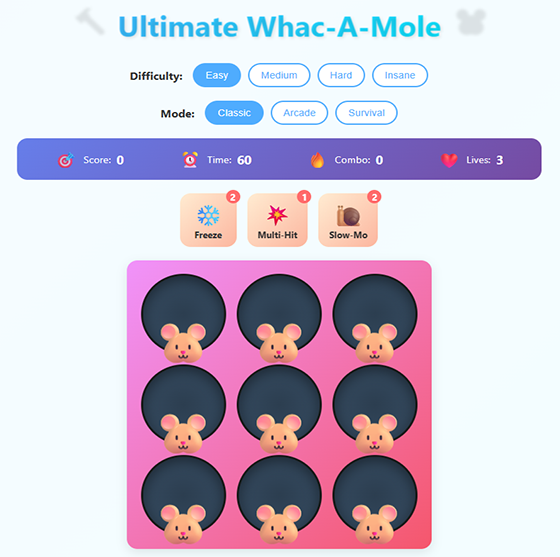 Ultimate Whac-A-Mole
Difficulty: Easy Medium Hard Insane
Mode: Classic Arcade Survival
Score: 0 Time: 60 Combo: 0 Lives: 3
2 1 2
Freeze Multi-Hit Slow-Mo